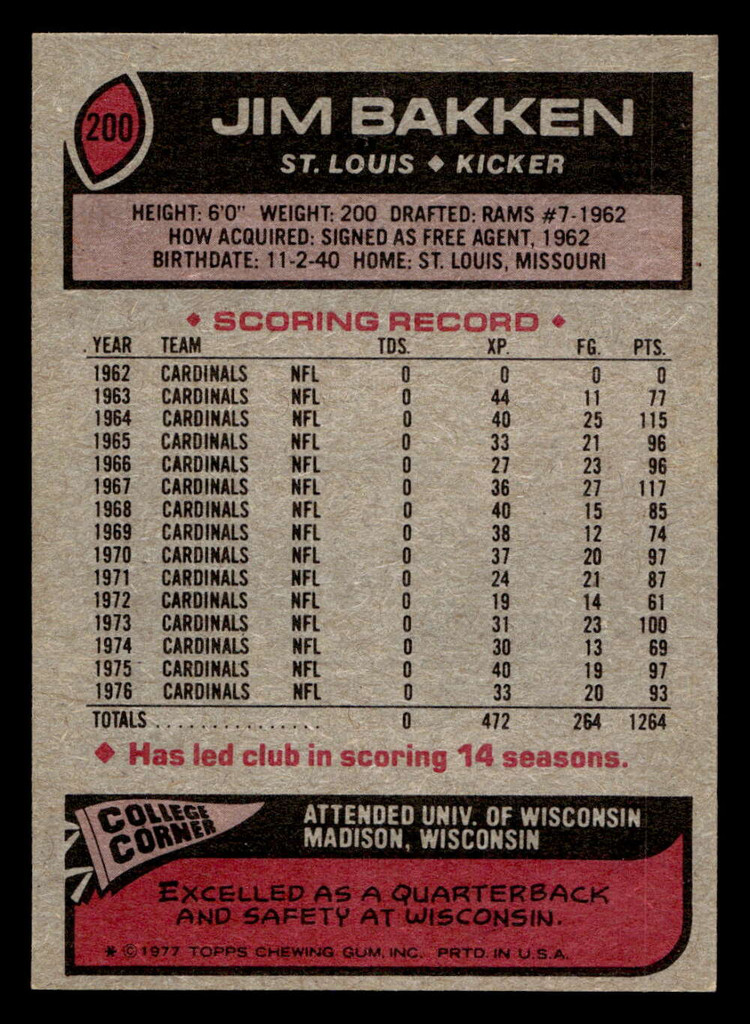 200
JIM BAKKEN
ST. LOUIS ◆ KICKER
HEIGHT: 6'0" WEIGHT: 200 DRAFTED: RAMS #7-1962
HOW ACQUIRED: SIGNED AS FREE AGENT, 1962
BIRTHDATE: 11-2-40 HOME: ST. LOUIS, MISSOURI
◆ SCORING RECORD ◆
YEAR TEAM TDS. XP. FG. PTS.
1962 CARDINALS NFL 0 0 0 0
1963 CARDINALS NFL 0 44 11 77
1964 CARDINALS NFL 0 40 25 115
1965 CARDINALS NFL 0 33 21 96
1966 CARDINALS NFL 0 27 23 96
1967 CARDINALS NFL 0 36 27 117
1968 CARDINALS NFL 0 40 15 85
1969 CARDINALS NFL 0 38 12 74
1970 CARDINALS NFL 0 37 20 97
1971 CARDINALS NFL 0 24 21 87
1972 CARDINALS NFL 0 19 14 61
1973 CARDINALS NFL 0 31 23 100
1974 CARDINALS NFL 0 30 13 69
1975 CARDINALS NFL 0 40 19 97
1976 CARDINALS NFL 0 33 20 93
TOTALS ................ 0 472 264 1264
◆ Has led club in scoring 14 seasons.
COLLEGE
CORNER
ATTENDED UNIV. OF WISCONSIN
MADISON, WISCONSIN
EXCELLED AS A QUARTERBACK
AND SAFETY AT WISCONSIN.
* © 1977 TOPPS CHEWING GUM, INC. PRTD. IN U.S.A.